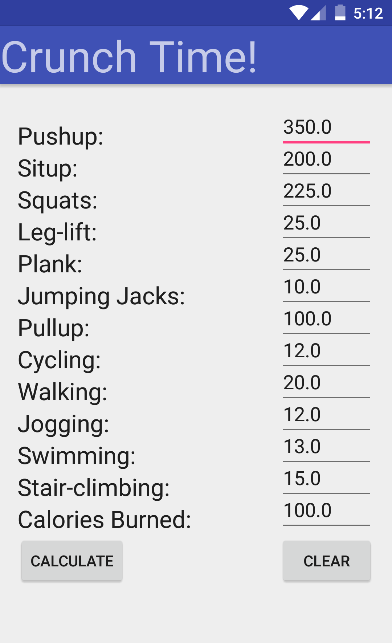 5:12
Crunch Time!
Pushup: 350.0
Situp: 200.0
Squats: 225.0
Leg-lift: 25.0
Plank: 25.0
Jumping Jacks: 10.0
Pullup: 100.0
Cycling: 12.0
Walking: 20.0
Jogging: 12.0
Swimming: 13.0
Stair-climbing: 15.0
Calories Burned: 100.0
CALCULATE CLEAR